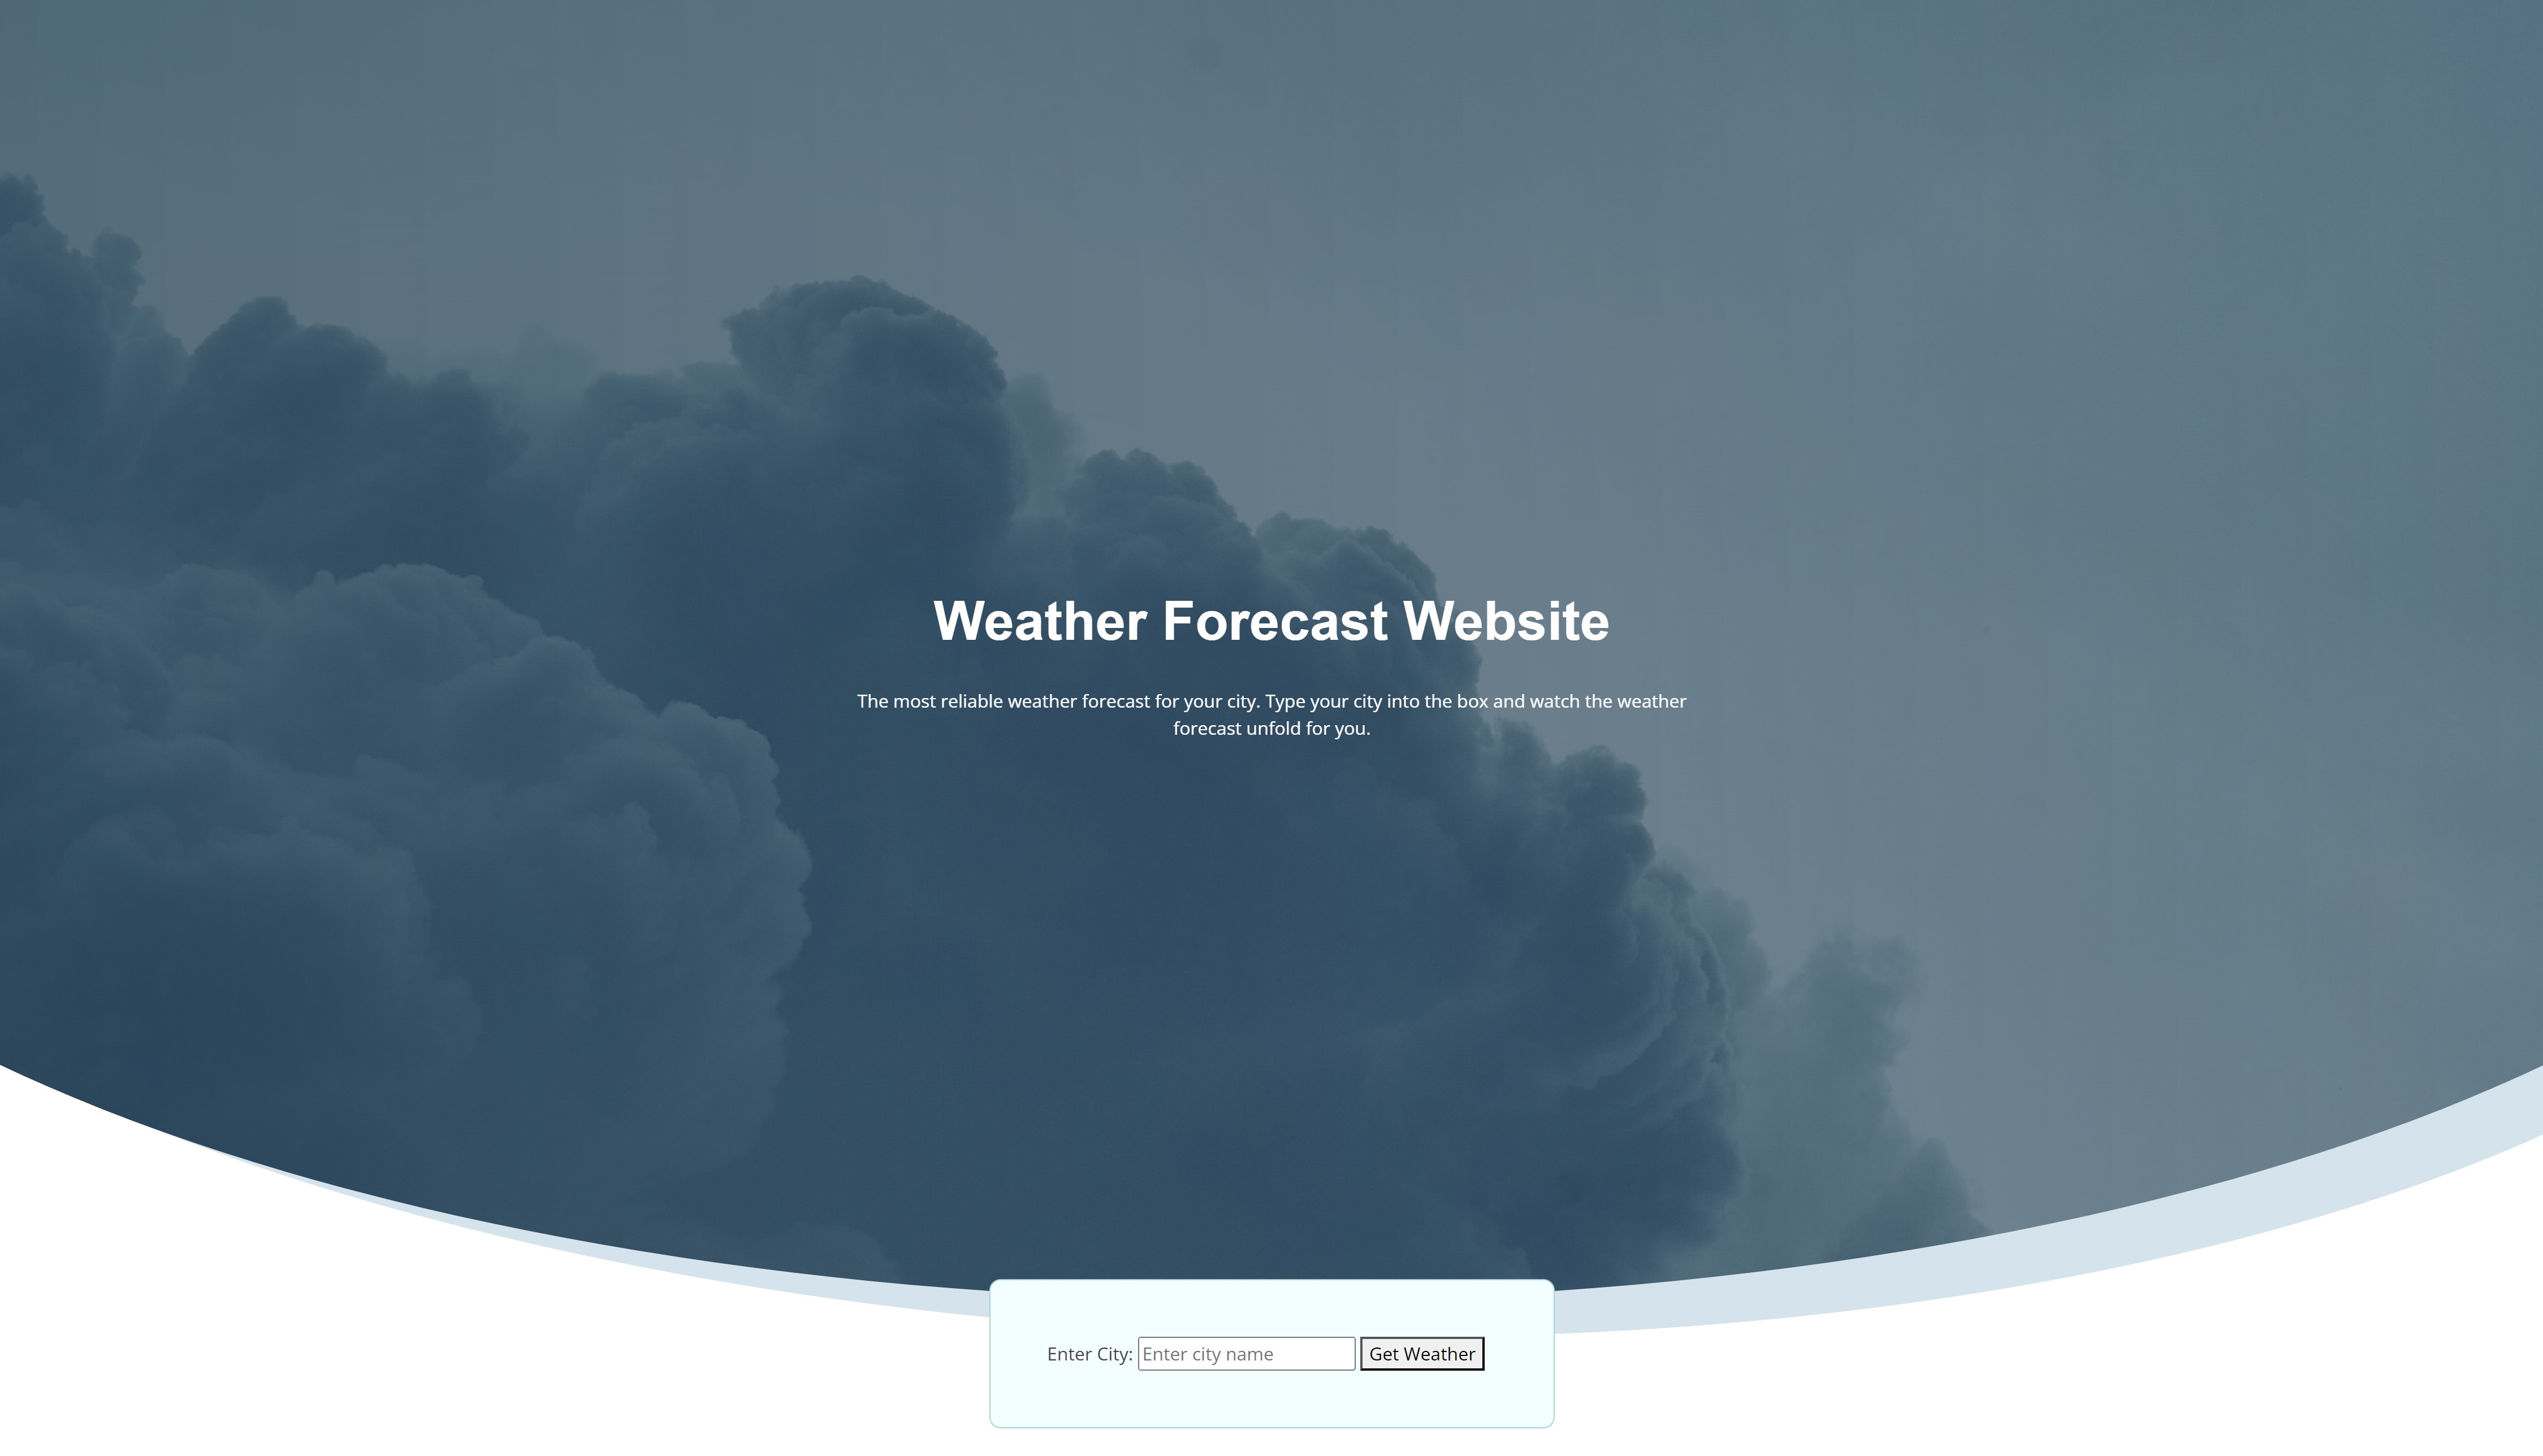 Weather Forecast Website
The most reliable weather forecast for your city. Type your city into the box and watch the weather
forecast unfold for you.
Enter City: Enter city name Get Weather